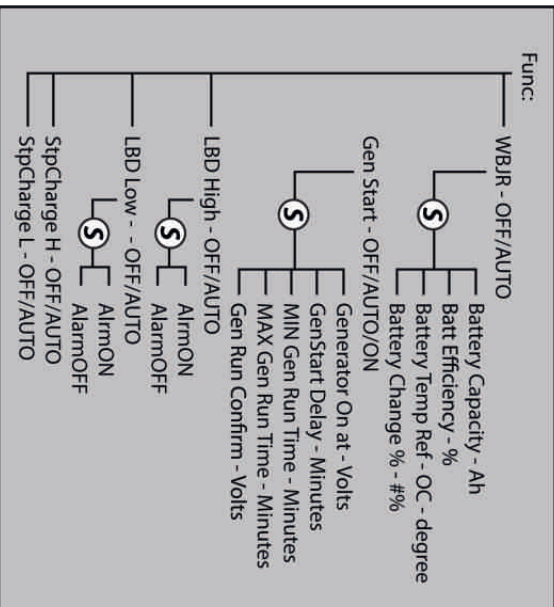 Func:
WBJR - OFF/AUTO
S
Battery Capacity - Ah
Batt Efficiency - %
Battery Temp Ref - OC - degree
Battery Change % - #%
Gen Start - OFF/AUTO/ON
S
Generator On at - Volts
GenStart Delay - Minutes
MIN Gen Run Time - Minutes
MAX Gen Run Time - Minutes
Gen Run Confirm - Volts
LBD High - OFF/AUTO
S
AlrmON
AlarmOFF
LBD Low - - OFF/AUTO
S
AlrmON
AlarmOFF
StpCharge H - OFF/AUTO
StpCharge L - OFF/AUTO